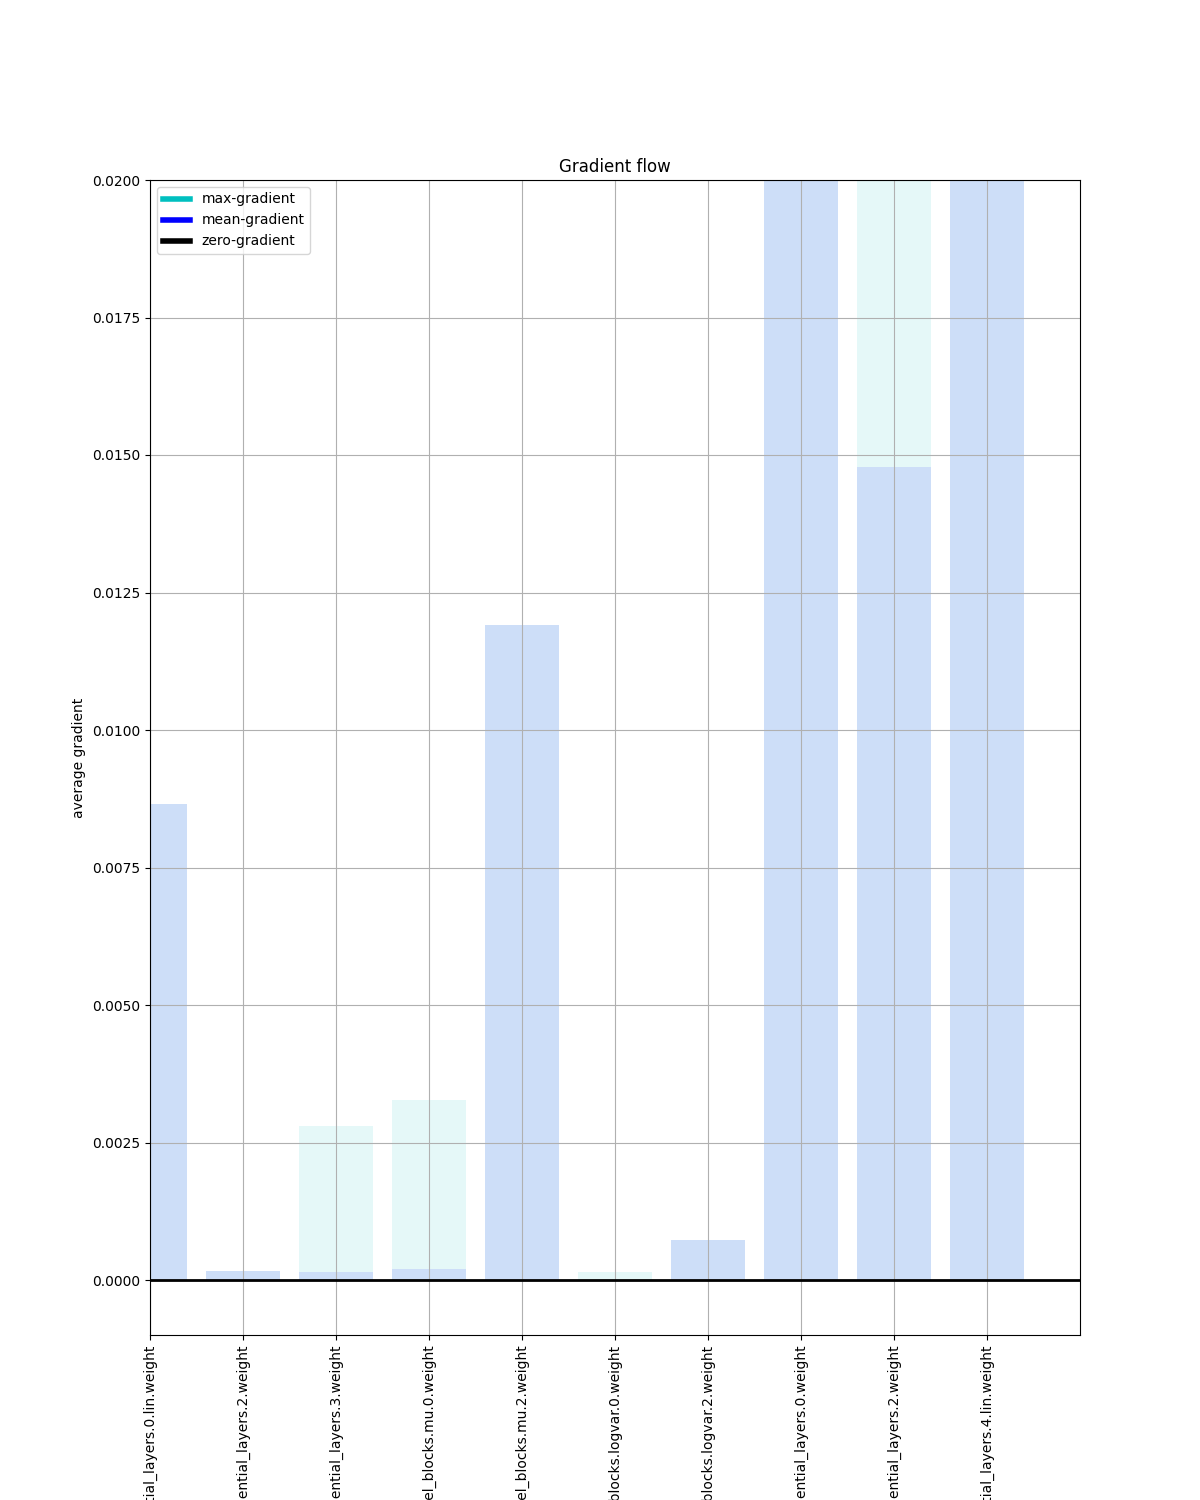 Gradient flow
max-gradient
mean-gradient
zero-gradient
0.0200
0.0175
0.0150
0.0125
0.0100
0.0075
0.0050
0.0025
0.0000
average gradient
tial_layers.0.lin.weight
ential_layers.2.weight
ential_layers.3.weight
el_blocks.mu.0.weight
el_blocks.mu.2.weight
blocks.logvar.0.weight
blocks.logvar.2.weight
ential_layers.0.weight
ential_layers.2.weight
tial_layers.4.lin.weight